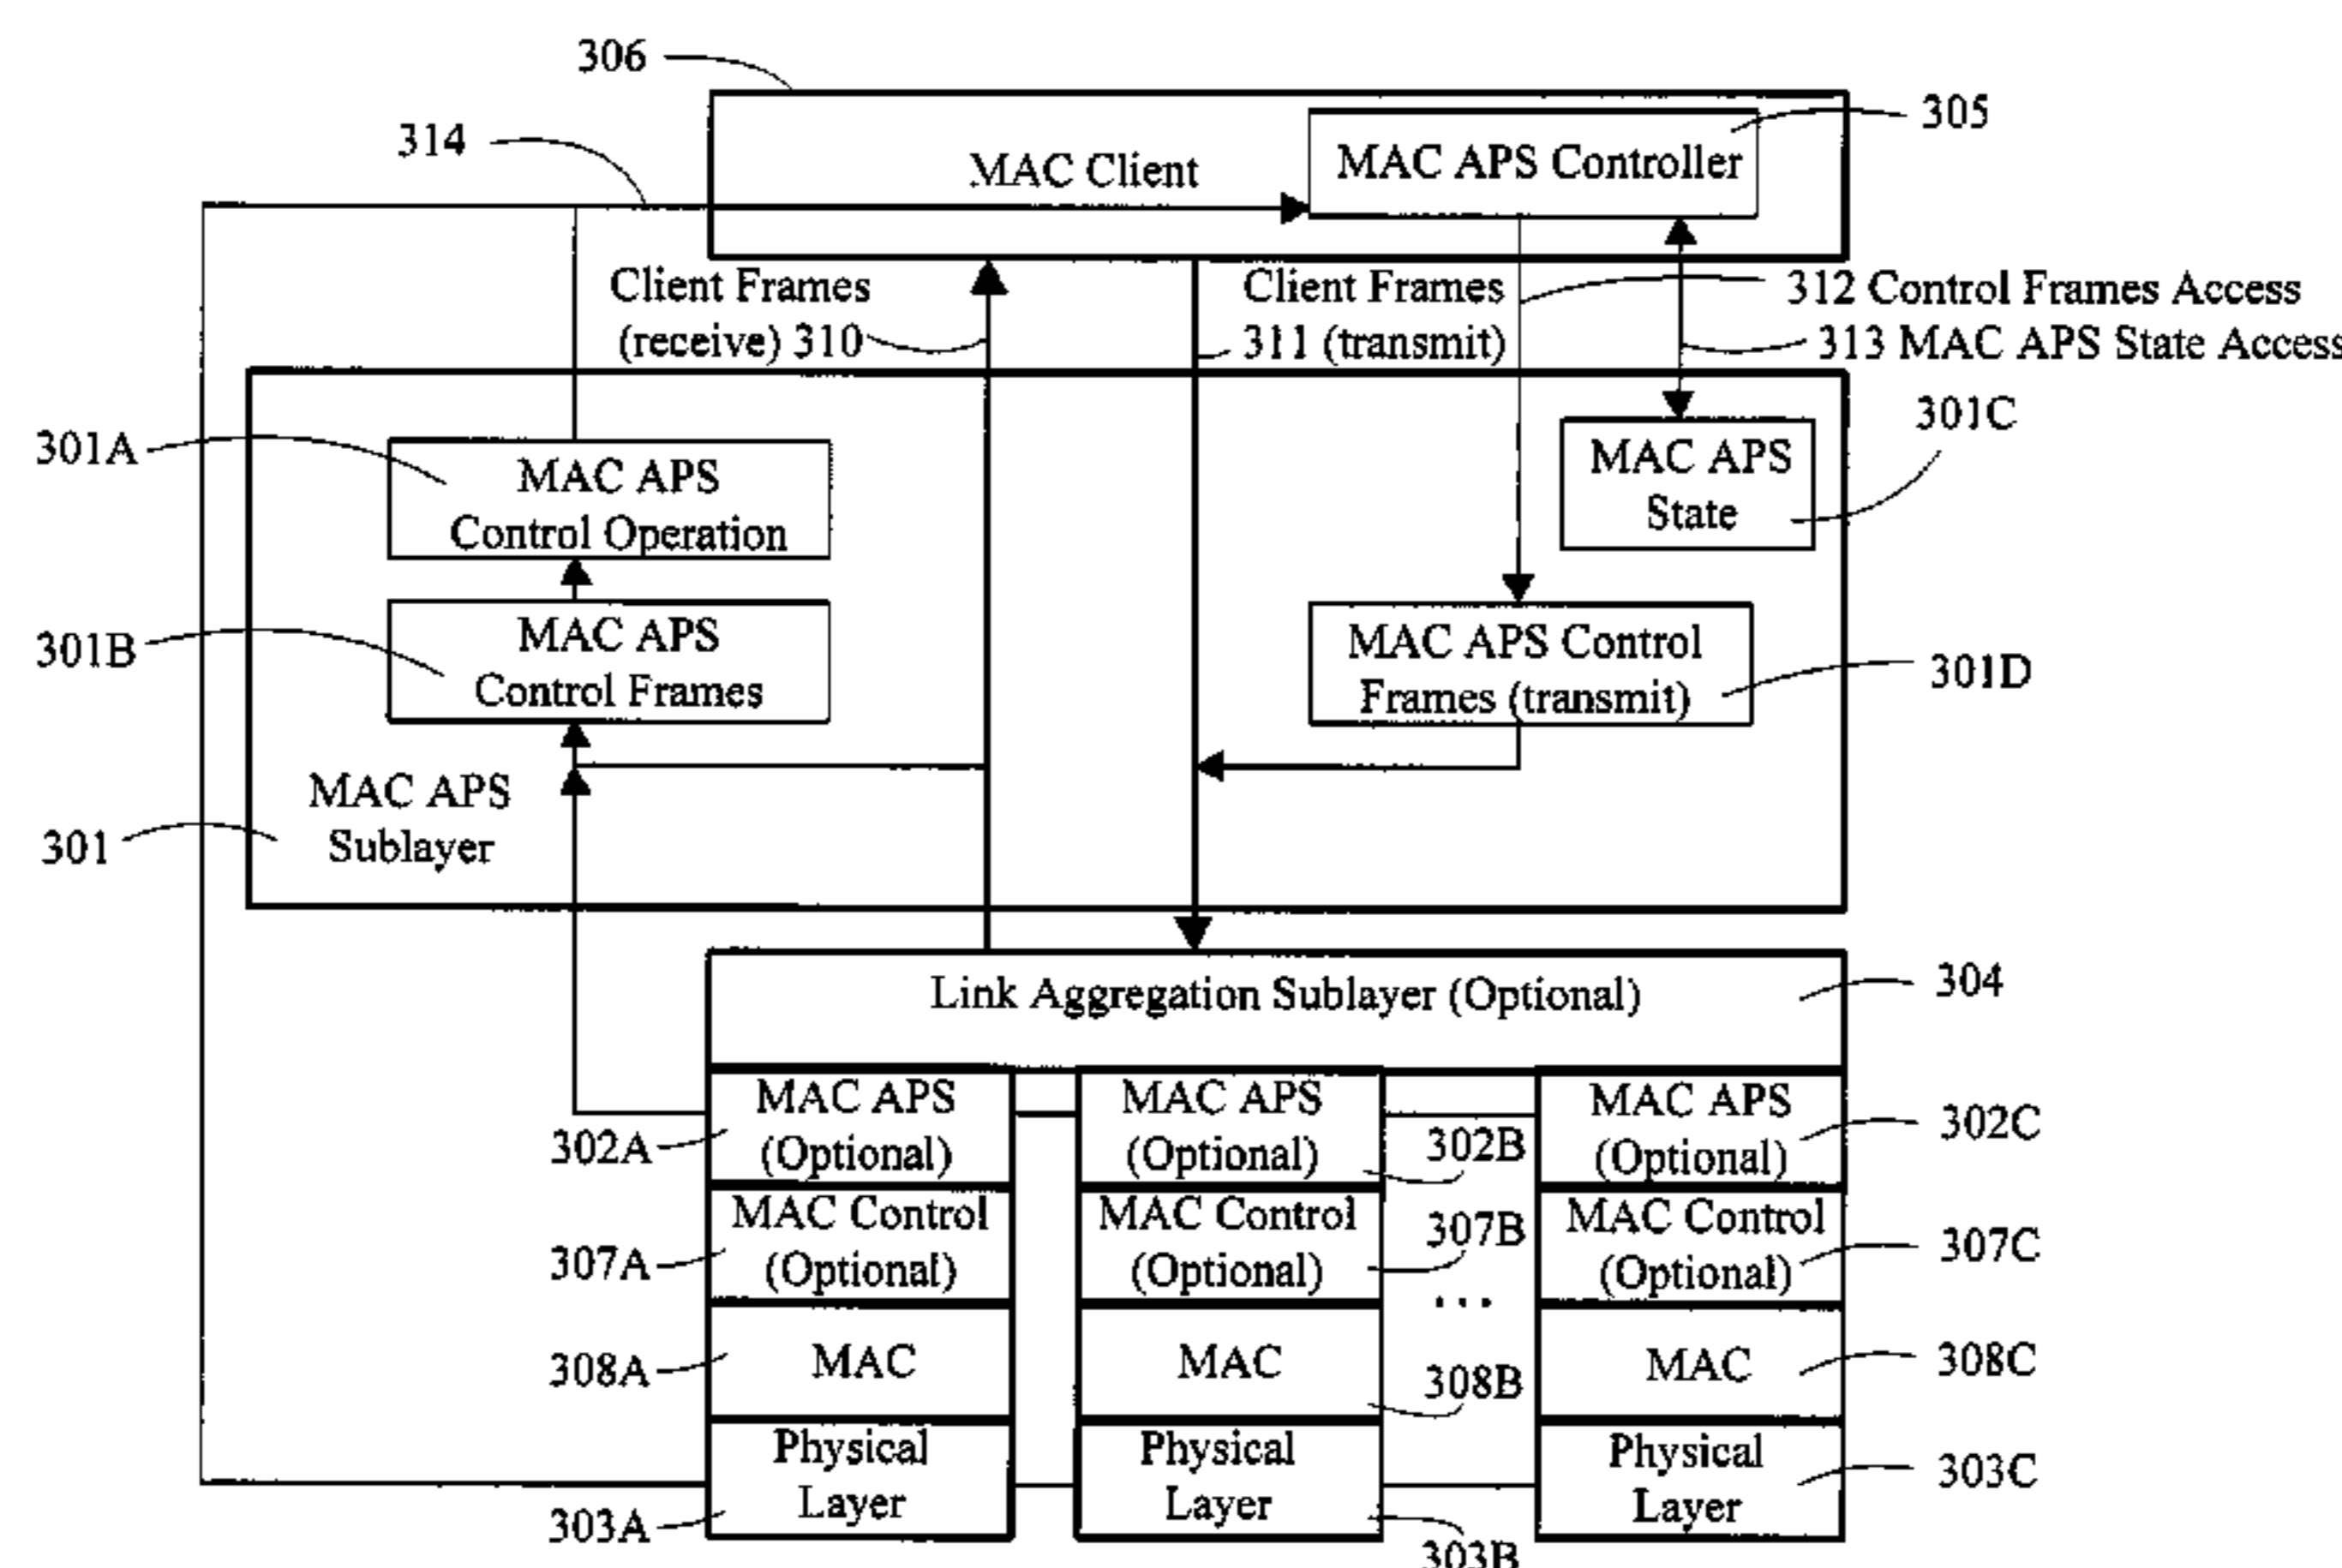 306
305
314
MAC Client
MAC APS Controller
Client Frames
(receive) 310
Client Frames
311 (transmit)
312 Control Frames Access
313 MAC APS State Access
301A
MAC APS
Control Operation
301C
MAC APS
State
301B
MAC APS
Control Frames
MAC APS Control
Frames (transmit)
301D
MAC APS
Sublayer
301
Link Aggregation Sublayer (Optional)
304
MAC APS
(Optional)
MAC APS
(Optional)
MAC APS
(Optional)
302A
302B
302C
MAC Control
(Optional)
MAC Control
(Optional)
MAC Control
(Optional)
307A
307B
307C
...
MAC
MAC
MAC
308A
308B
308C
Physical
Layer
Physical
Layer
Physical
Layer
303A
303B
303C